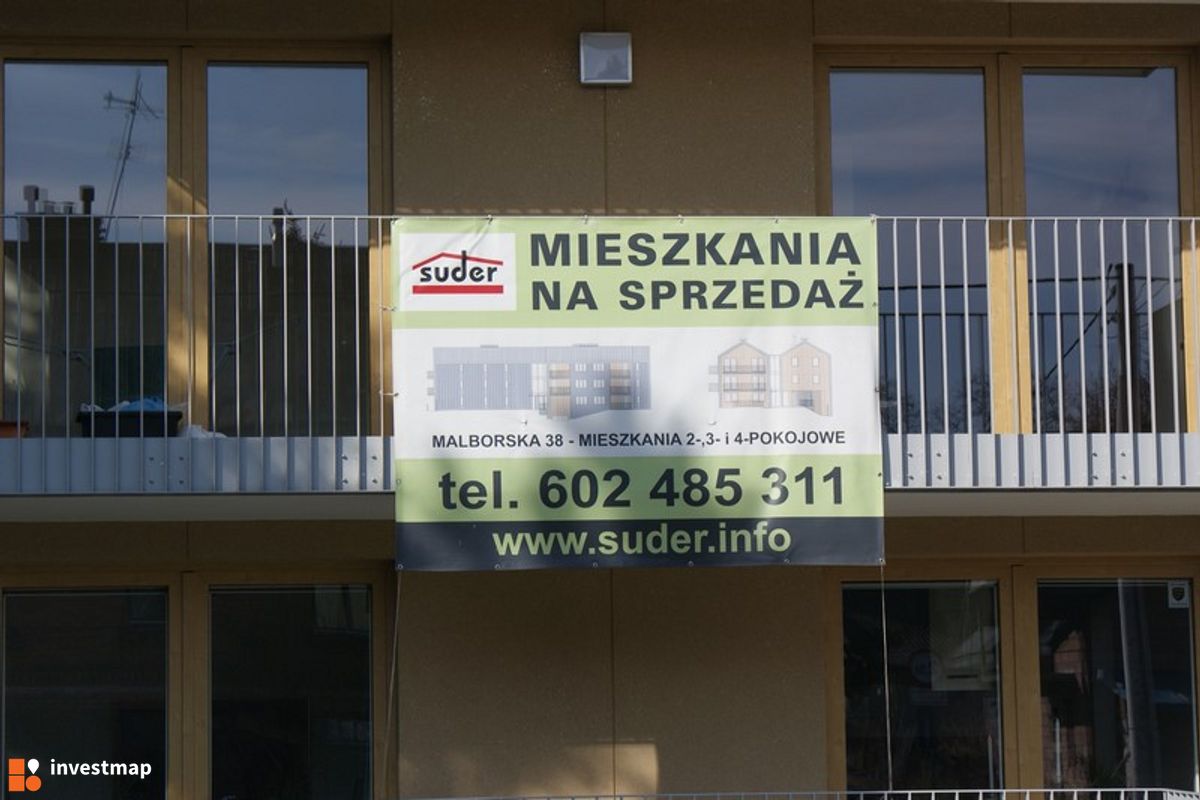 suder
MIESZKANIA
NA SPRZEDAŻ
MALBORSKA 38 - MIESZKANIA 2-,3- i 4-POKOJOWE
tel. 602 485 311
www.suder.info
investmap